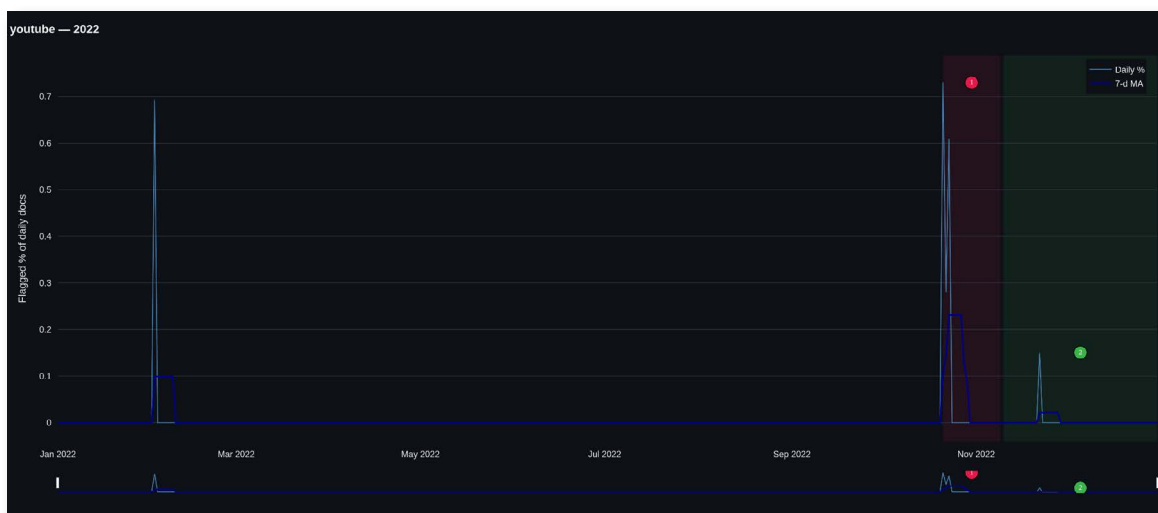 youtube — 2022
Daily %
7-d MA
1
0.7
0.6
0.5
0.4
0.3
0.2
0.1
0
2
Flagged % of daily docs
Jan 2022
Mar 2022
May 2022
Jul 2022
Sep 2022
Nov 2022
1
2